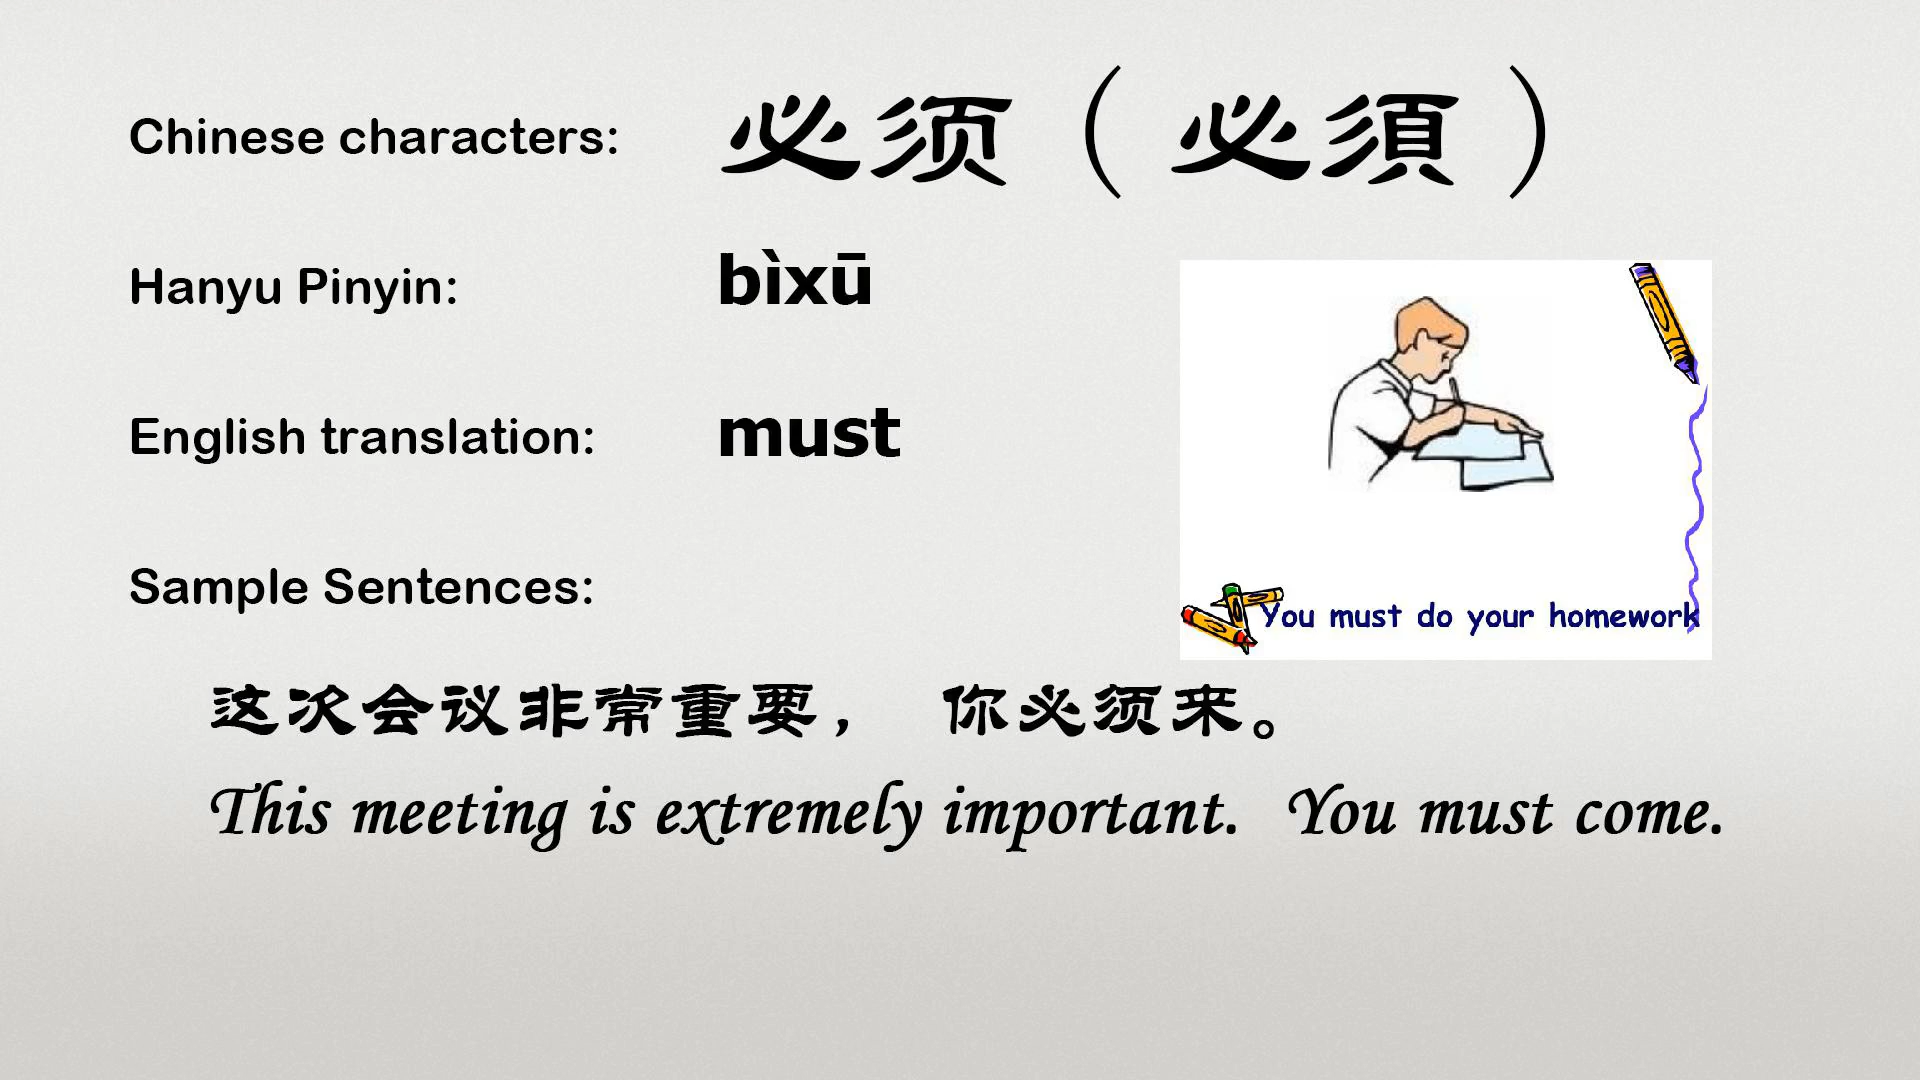 Chinese characters: 必须（必須）
Hanyu Pinyin: bìxū
English translation: must
Sample Sentences:
You must do your homework
这次会议非常重要， 你必须来。
This meeting is extremely important. You must come.